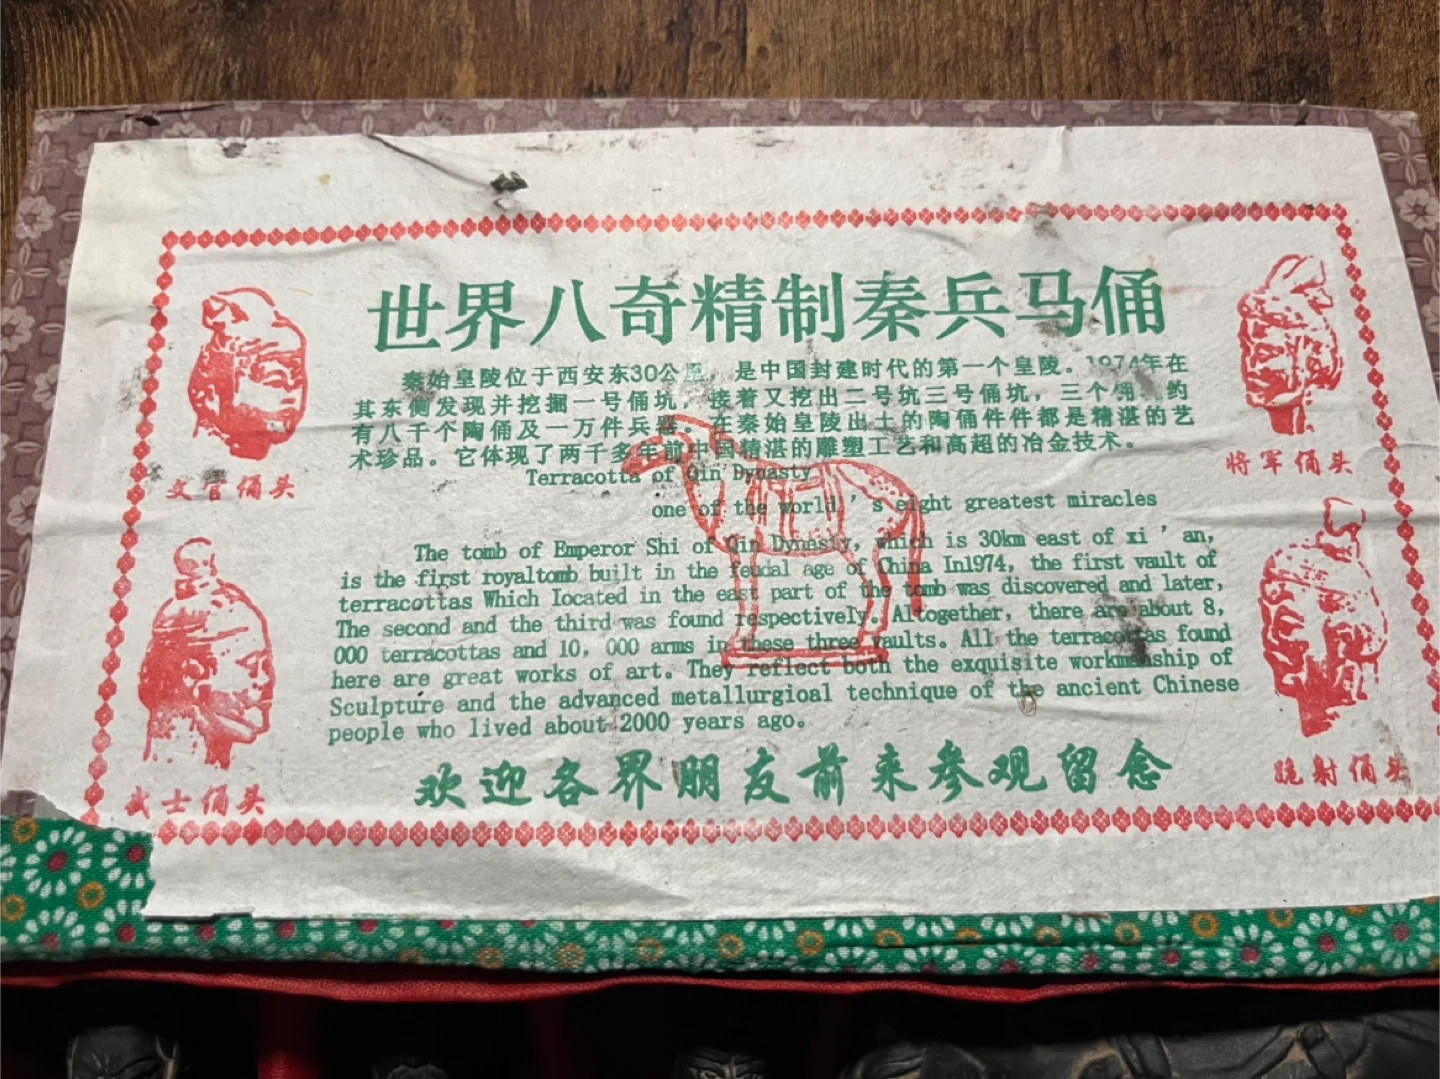 世界八奇精制秦兵马俑
秦始皇陵位于西安东30公里 是中国封建时代的第一个皇陵。1974年在
其东侧发现并挖掘一号俑坑 接着又挖出二号坑三号俑坑，三个 约
有八千个陶俑及一万件兵器。在秦始皇陵出土的陶俑件件都是精湛的艺
术珍品。它体现了两千多年前中国精湛的雕塑工艺和高超的冶金技术。
Terracotta of Qin Dynasty
one of the world's eight greatest miracles
The tomb of Emperor Shi of Qin Dynasty, which is 30km east of xi'an,
is the first royaltomb built in the feudal age of China In1974, the first vault of
terracottas Which Iocated in the east part of the tomb was discovered and later,
The second and the third was found respectively. Altogether, there are about 8,
000 terracottas and 10, 000 arms in these three vaults. All the terracottas found
here are great works of art. They reflect both the exquisite workmanship of
Sculpture and the advanced metallurgioal technique of the ancient Chinese
people who lived about 2000 years ago。
欢迎各界朋友前来参观留念
文官俑头
将军俑头
武士俑头
跪射俑头